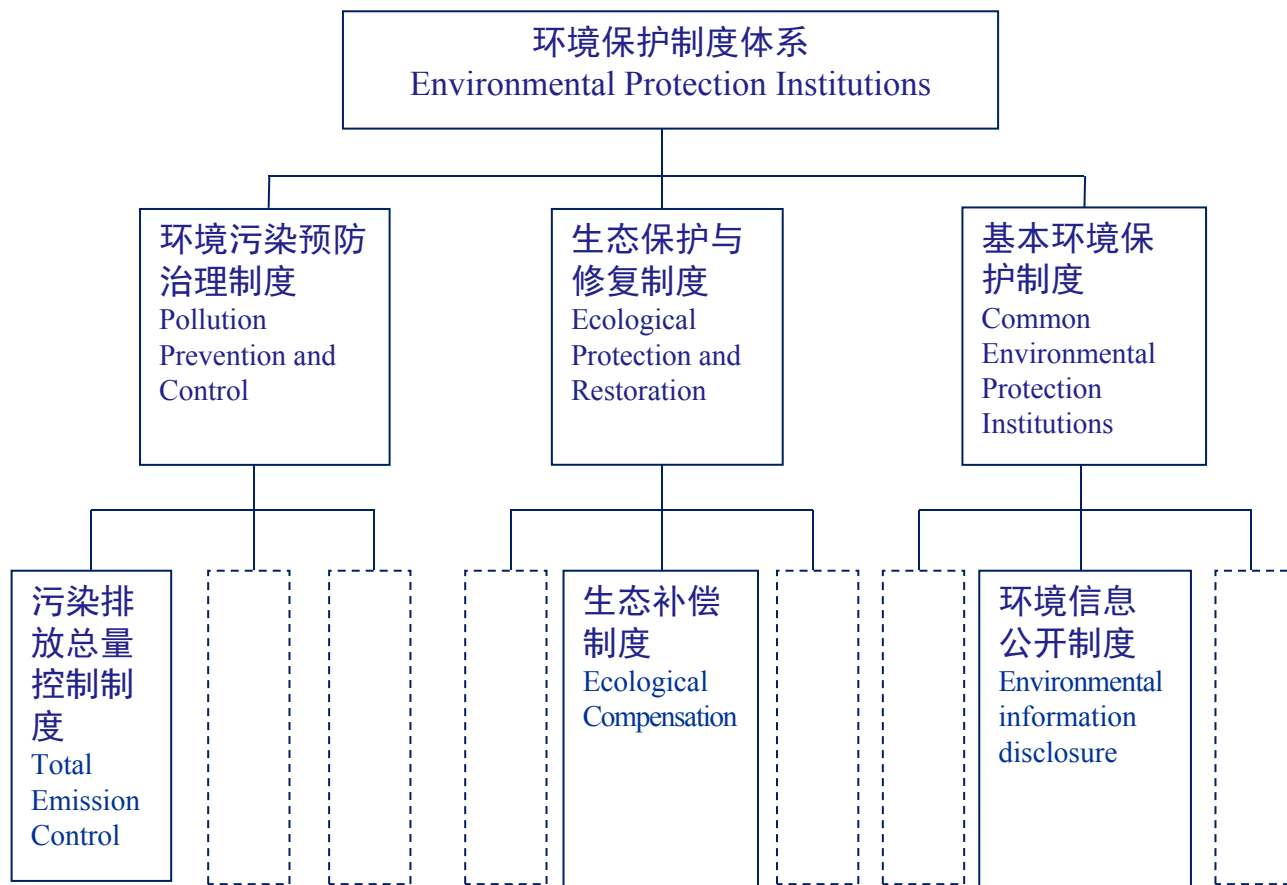 环境保护制度体系
Environmental Protection Institutions
环境污染预防
治理制度
Pollution
Prevention and
Control
生态保护与
修复制度
Ecological
Protection and
Restoration
基本环境保
护制度
Common
Environmental
Protection
Institutions
污染排
放总量
控制制
度
Total
Emission
Control
生态补偿
制度
Ecological
Compensation
环境信息
公开制度
Environmental
information
disclosure